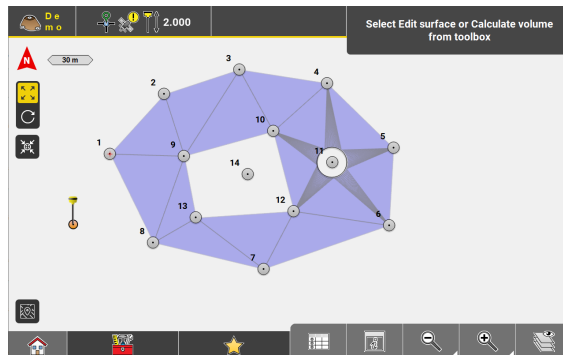 De
mo
2.000
Select Edit surface or Calculate volume
from toolbox
N
30 m
3
2
4
10
5
1
9
11
14
13
12
6
8
7